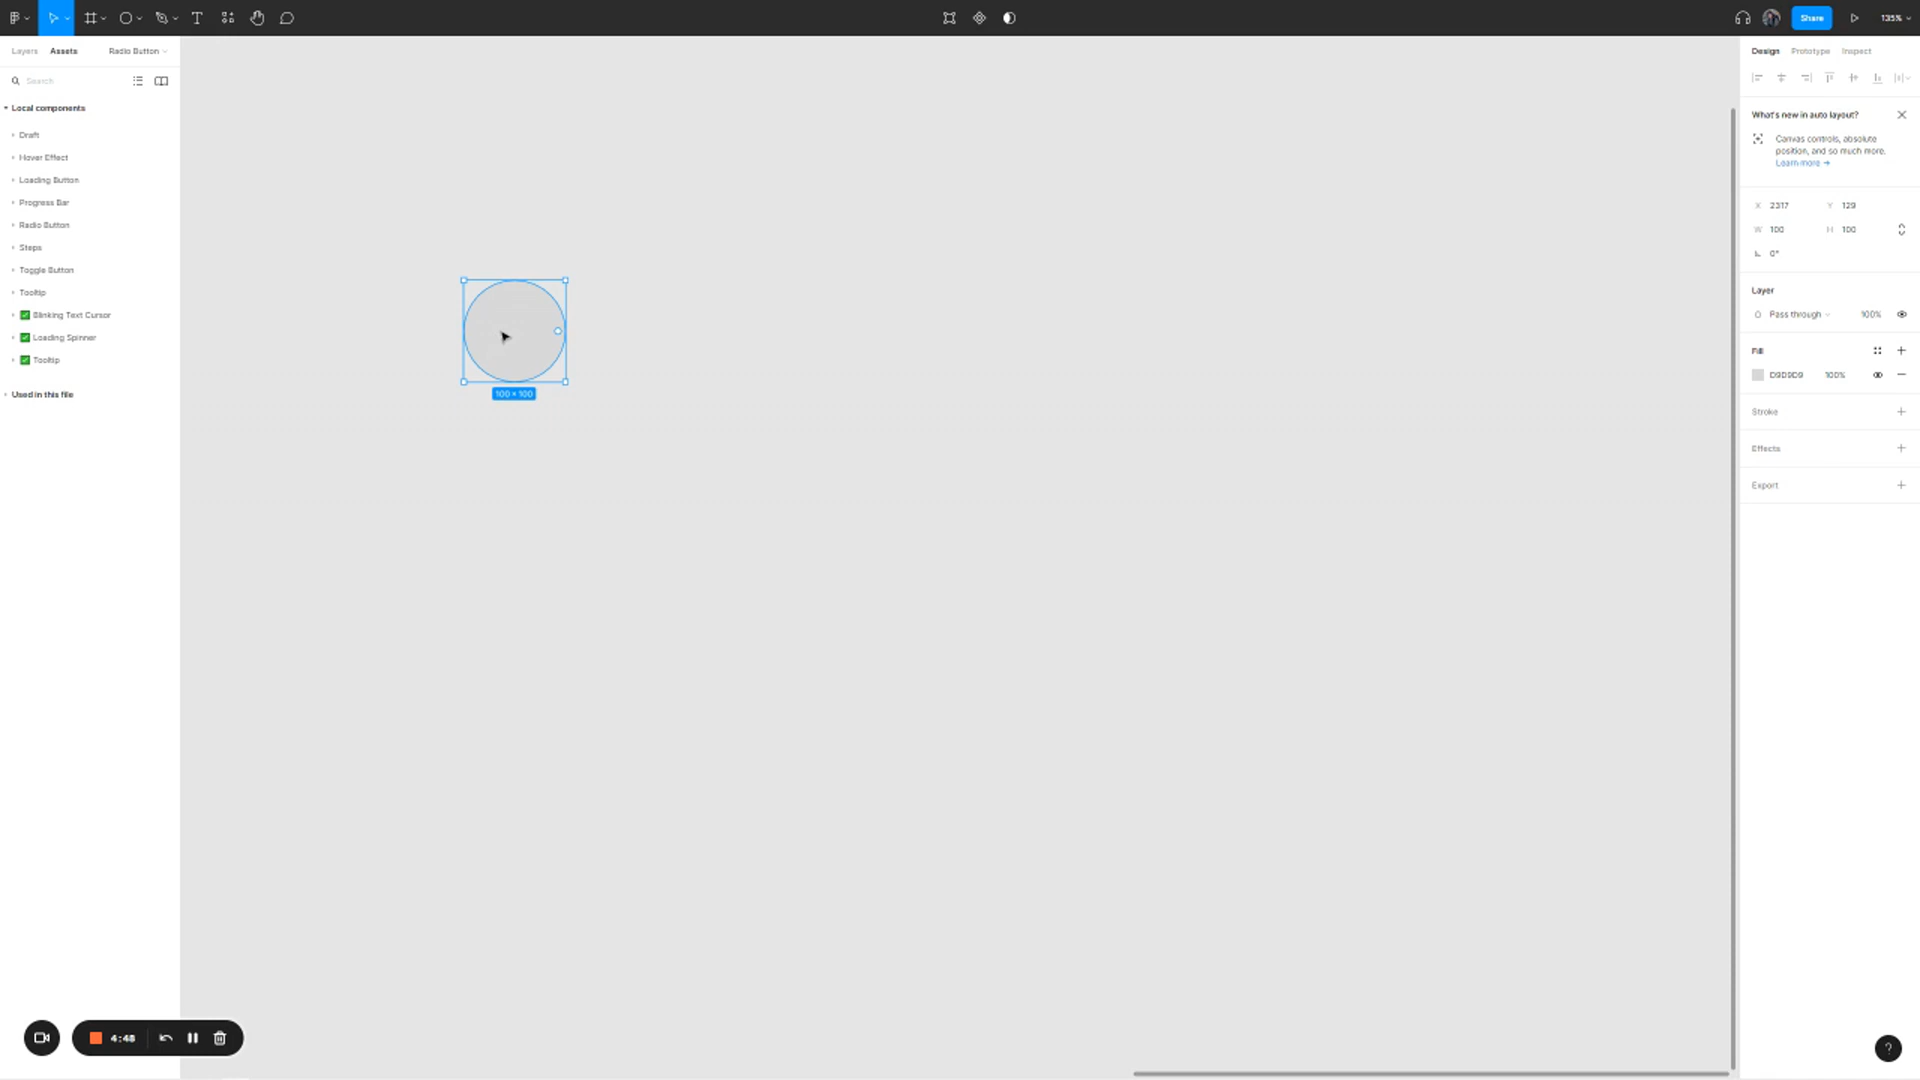 Share
135%
Layers Assets Radio Button
Search
Local components
Draft
Hover Effect
Loading Button
Progress Bar
Radio Button
Steps
Toggle Button
Tooltip
Blinking Text Cursor
Loading Spinner
Tooltip
Used in this file
100 × 100
4:48
Design Prototype Inspect
What's new in auto layout?
Canvas controls, absolute
position, and so much more.
Learn more →
X 2317 Y 129
W 100 H 100
0°
Layer
Pass through 100%
Fill
D9D9D9 100%
Stroke
Effects
Export
?